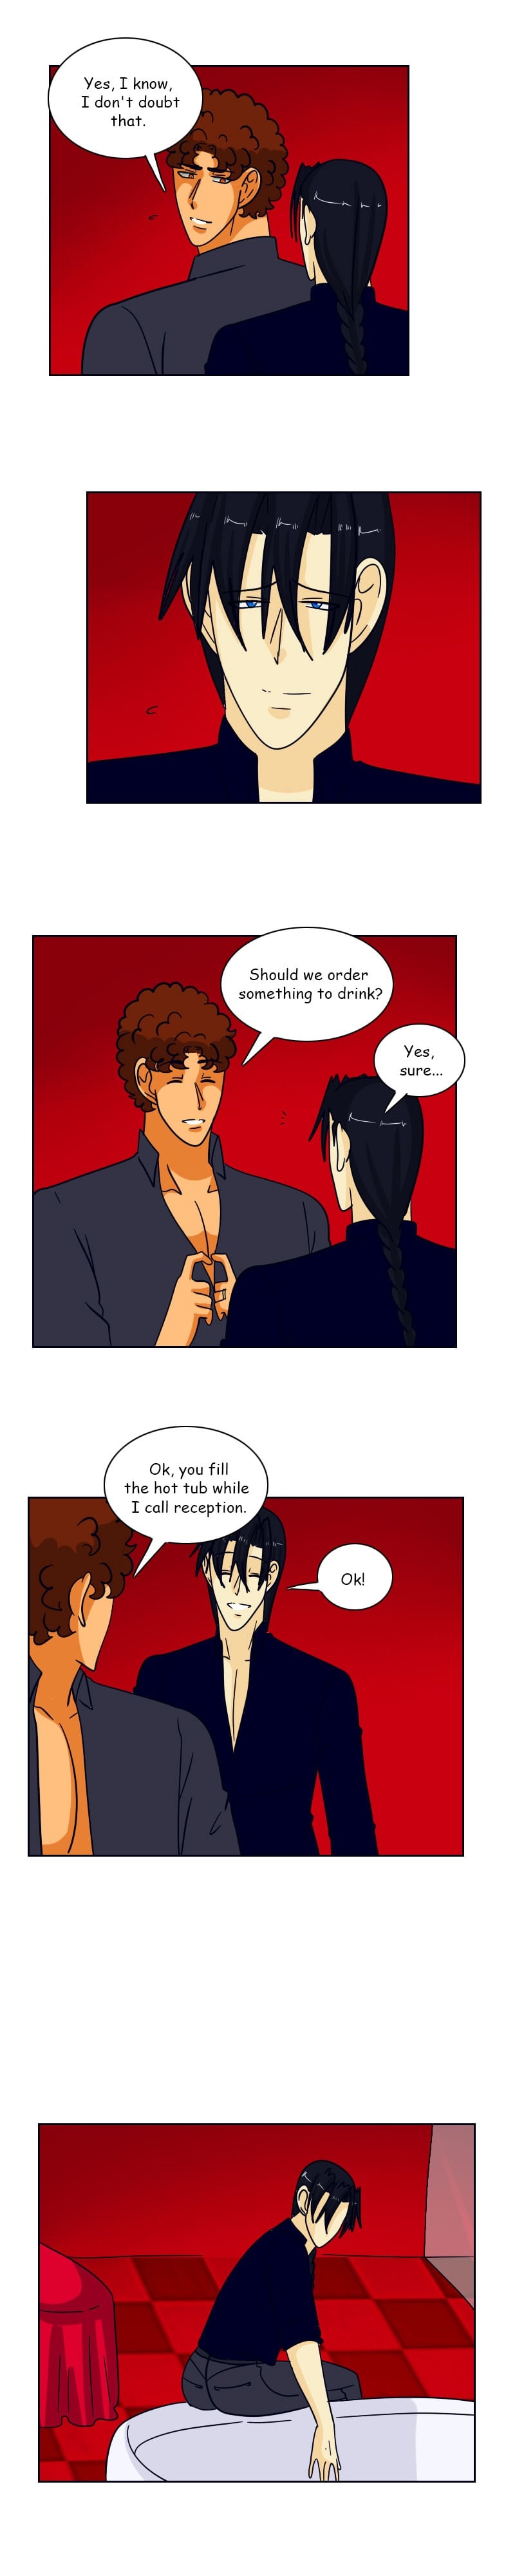 Yes, I know,
I don't doubt
that.
Should we order
something to drink?
Yes,
sure...
Ok, you fill
the hot tub while
I call reception.
Ok!